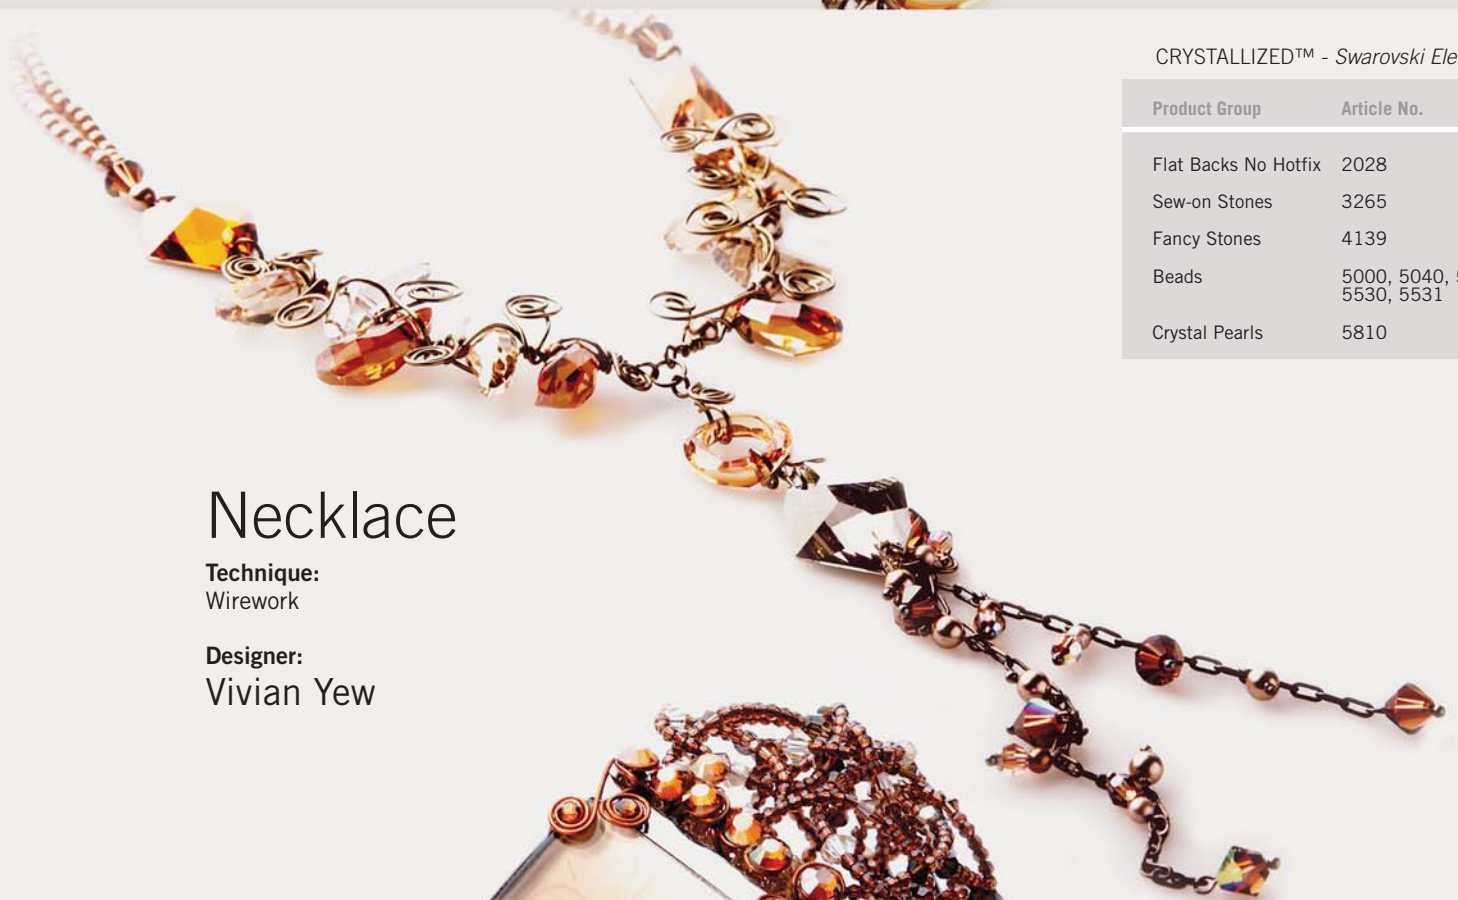 CRYSTALLIZED™ - Swarovski
Product Group Article No.
Flat Backs No Hotfix 2028
Sew-on Stones 3265
Fancy Stones 4139
Beads 5000, 5040,
5530, 5531
Crystal Pearls 5810
Necklace
Technique:
Wirework
Designer:
Vivian Yew